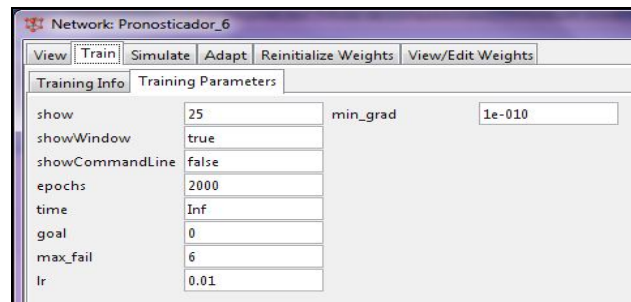 Network: Pronosticador_6
View Train Simulate Adapt Reinitialize Weights View/Edit Weights
Training Info Training Parameters
show 25 min_grad 1e-010
showWindow true
showCommandLine false
epochs 2000
time Inf
goal 0
max_fail 6
lr 0.01